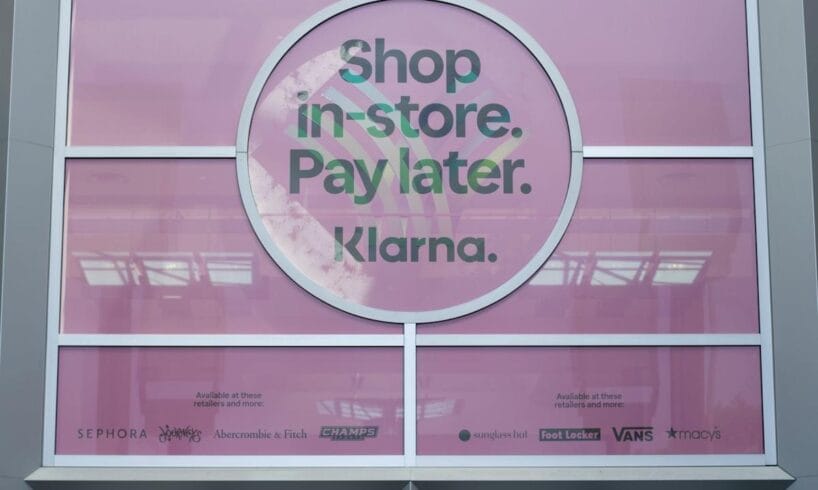 Shop
in-store.
Pay later.
Klarna.
Available at these
retailers and more:
SEPHORA Abercrombie & Fitch CHAMPS
Available at these
retailers and more:
sunglass hut Foot Locker VANS ★macy's